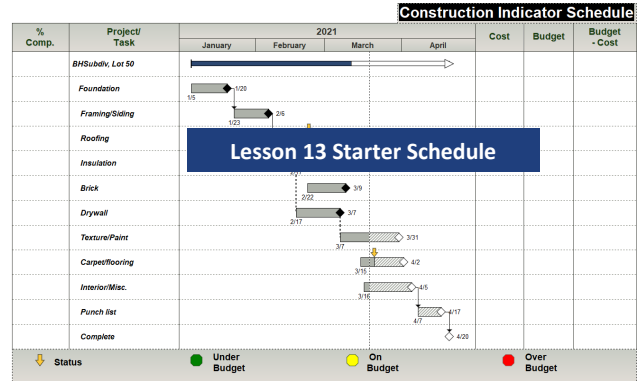 Construction Indicator Schedule
% Comp.
Project/ Task
2021
Cost
Budget
Budget - Cost
January
February
March
April
BHSubdiv, Lot 50
Foundation
1/5
1/20
Framing/Siding
1/23
2/6
Roofing
Lesson 13 Starter Schedule
Insulation
Brick
2/22
3/9
Drywall
2/17
3/7
Texture/Paint
3/7
3/31
Carpet/flooring
3/15
4/2
Interior/Misc.
3/16
4/5
Punch list
4/7
4/17
Complete
4/20
Status
Under Budget
On Budget
Over Budget